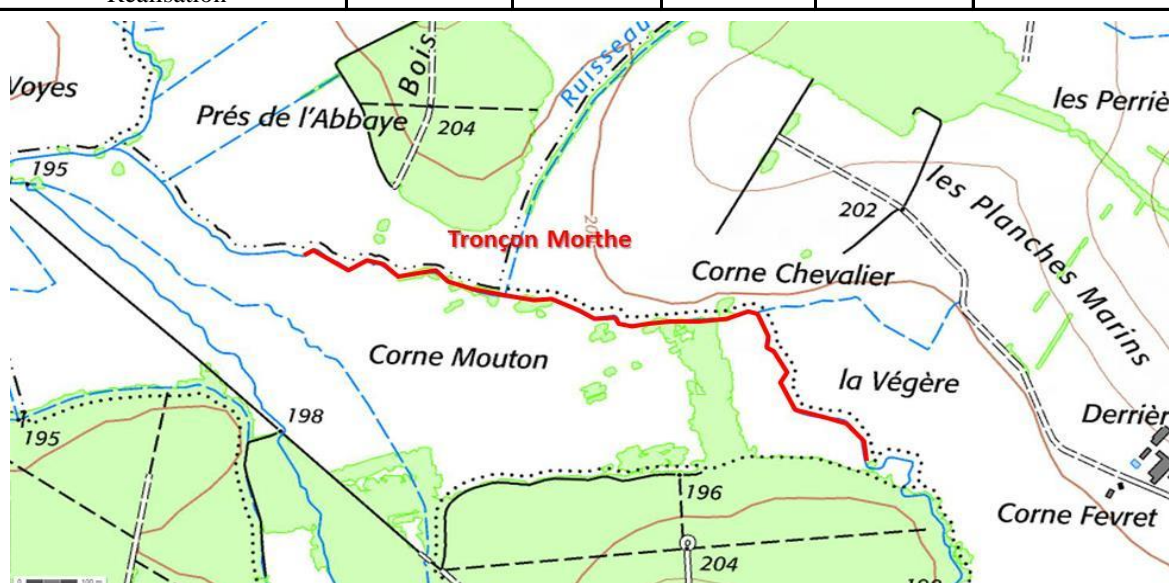 Réalisation
Voyes
Prés de l'Abbaye
Bois
204
Ruisseau
les Perriè
195
202
les Planches Marins
Tronçon Morthe
Corne Chevalier
Corne Mouton
la Végère
198
195
Derrièr
196
Corne Fevret
204